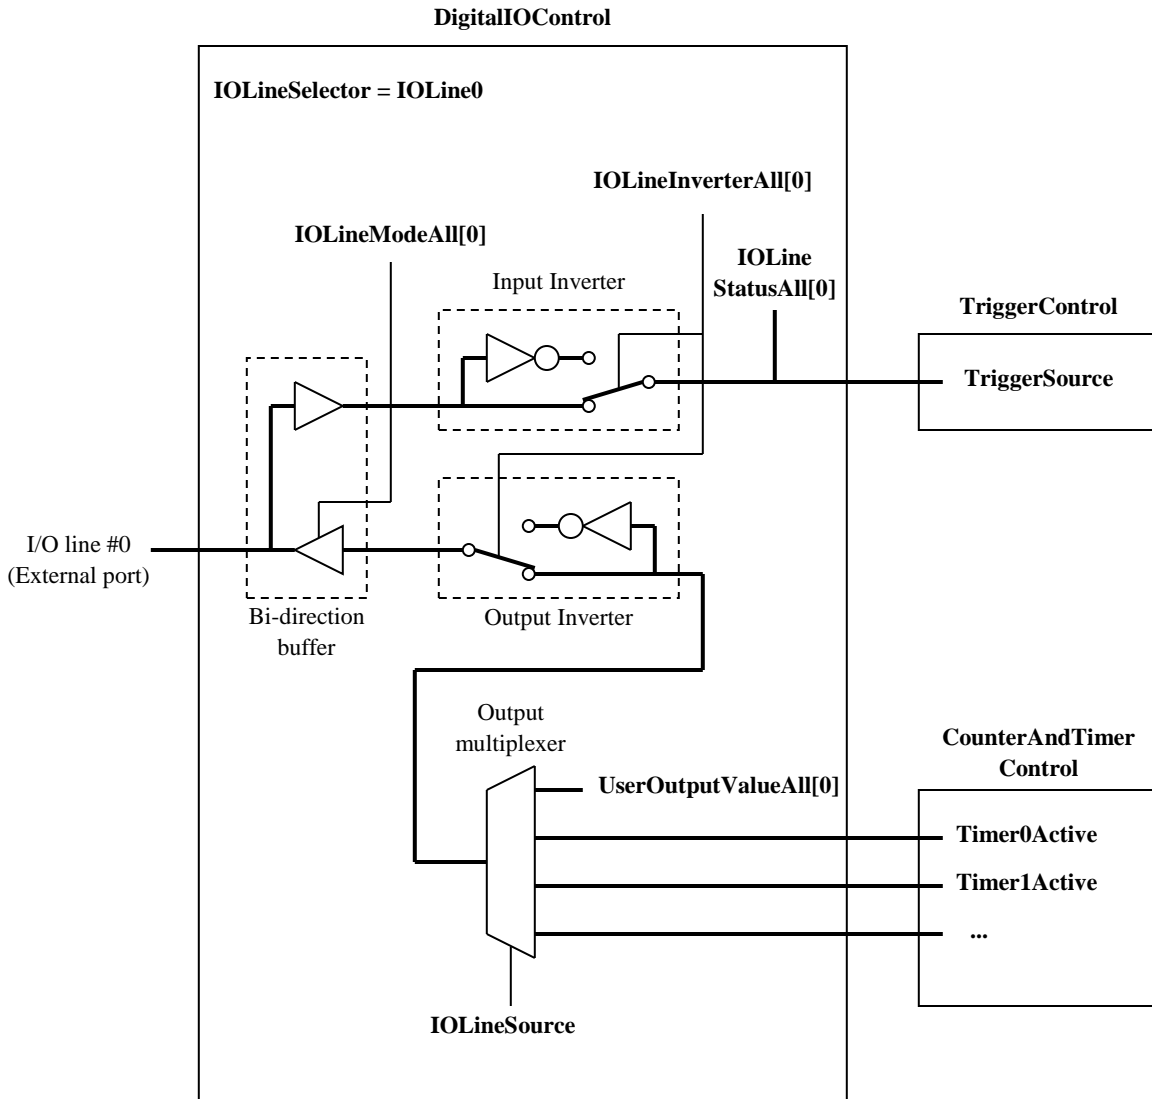 DigitalIOControl
IOLineSelector = IOLine0
IOLineInverterAll[0]
IOLineModeAll[0]
IOLine
StatusAll[0]
Input Inverter
TriggerControl
TriggerSource
I/O line #0
(External port)
Bi-direction
buffer
Output Inverter
Output
multiplexer
CounterAndTimer
Control
UserOutputValueAll[0]
Timer0Active
Timer1Active
...
IOLineSource